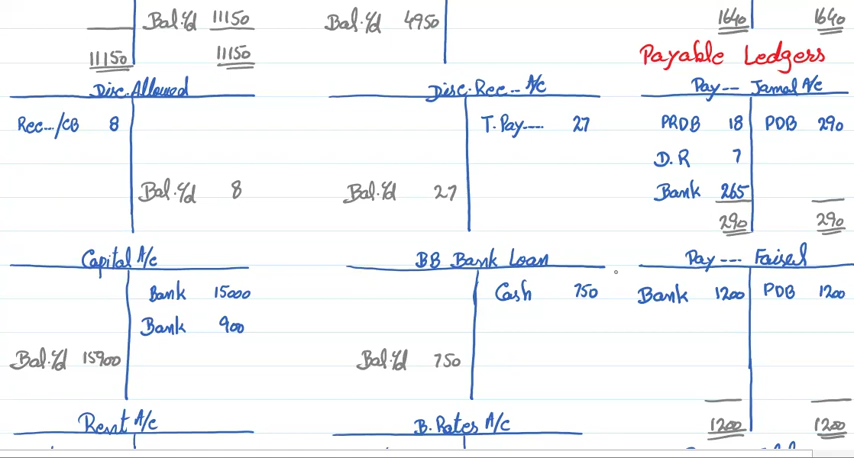 Bal·c/d 11150
11150 11150
Bal·c/d 4950
1640 1640
Payable Ledgers
Disc.Allowed
Rec--/CB 8
Bal·c/d 8
Disc.Rec-- A/c
T.Pay--- 27
Bal·c/d 27
Pay-- Jamal A/c
PRDB 18 PDB 290
D.R 7
Bank 265
290 290
Capital A/c
Bank 15000
Bank 900
Bal·c/d 15900
BB Bank Loan
Cash 750
Bal·c/d 750
Pay--- Faisal
Bank 1200 PDB 1200
1200 1200
Rent A/c
B.Rates A/c